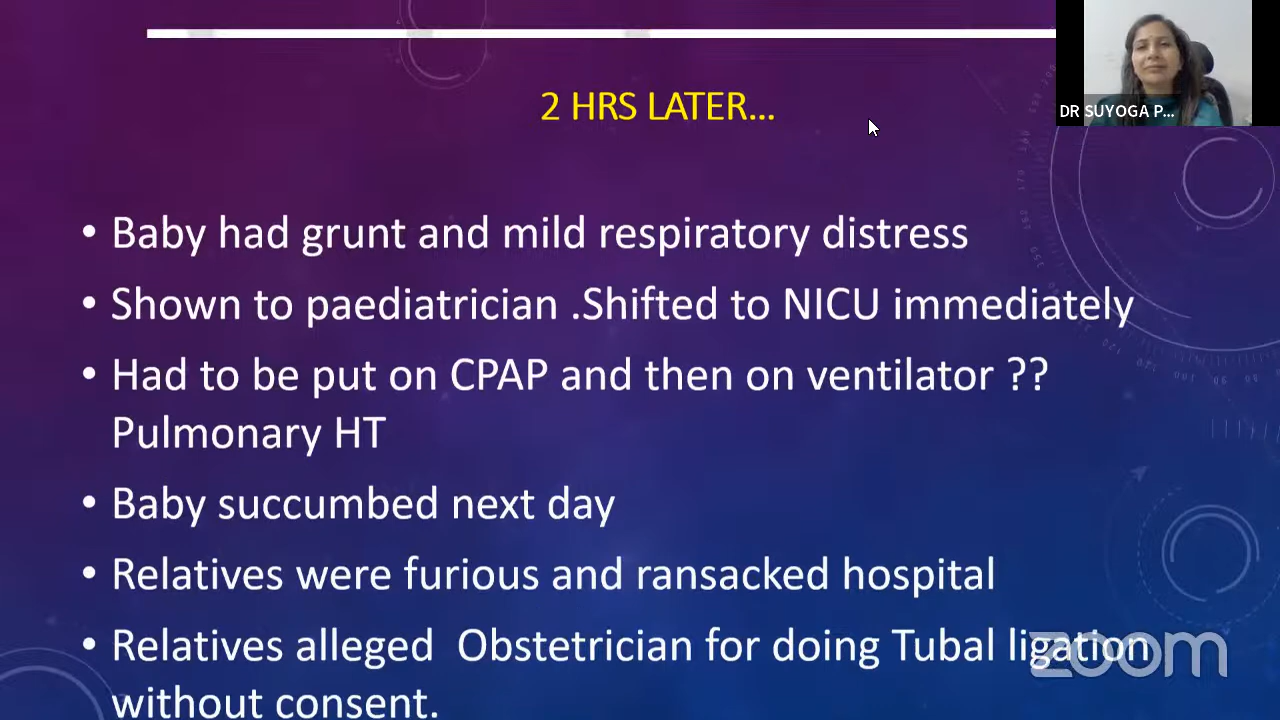 2 HRS LATER...
DR SUYOGA P...
• Baby had grunt and mild respiratory distress
• Shown to paediatrician .Shifted to NICU immediately
• Had to be put on CPAP and then on ventilator ??
Pulmonary HT
• Baby succumbed next day
• Relatives were furious and ransacked hospital
• Relatives alleged  Obstetrician for doing Tubal ligation
without consent.
zoom